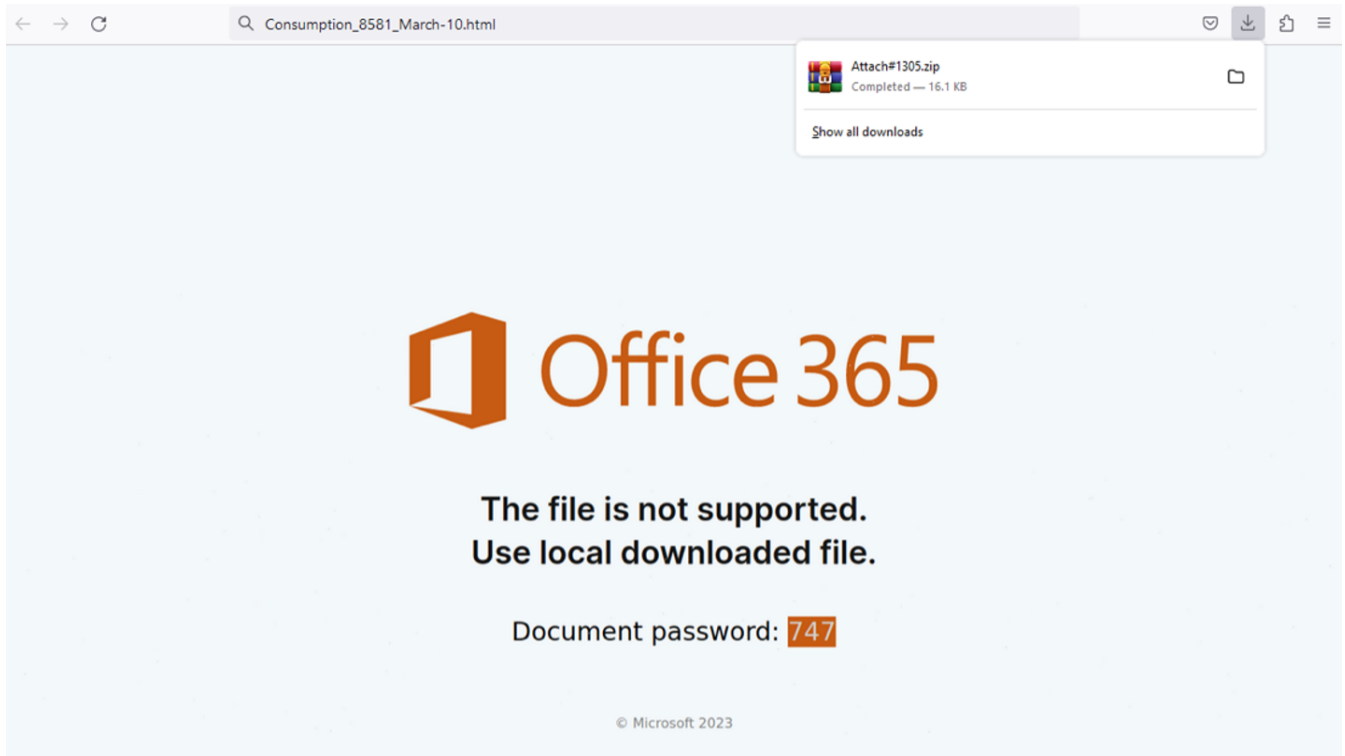 Consumption_8581_March-10.html
Attach#1305.zip
Completed — 16.1 KB
Show all downloads
Office 365
The file is not supported.
Use local downloaded file.
Document password: 747
© Microsoft 2023